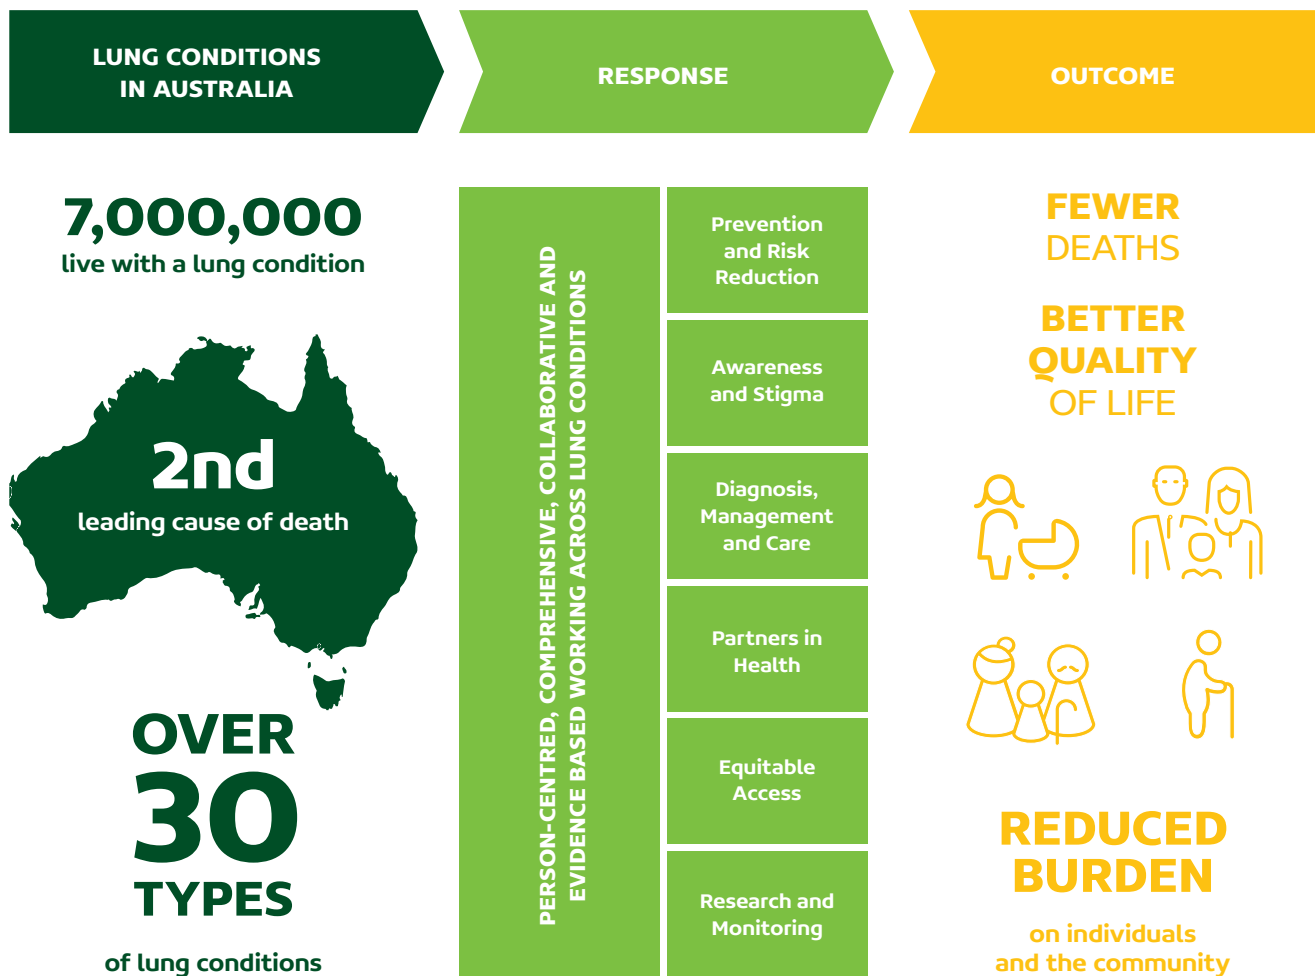 LUNG CONDITIONS
IN AUSTRALIA
RESPONSE
OUTCOME
7,000,000
live with a lung condition
2nd
leading cause of death
OVER
30
TYPES
of lung conditions
PERSON-CENTRED, COMPREHENSIVE, COLLABORATIVE AND
EVIDENCE BASED WORKING ACROSS LUNG CONDITIONS
Prevention
and Risk
Reduction
Awareness
and Stigma
Diagnosis,
Management
and Care
Partners in
Health
Equitable
Access
Research and
Monitoring
FEWER
DEATHS
BETTER
QUALITY
OF LIFE
REDUCED
BURDEN
on individuals
and the community